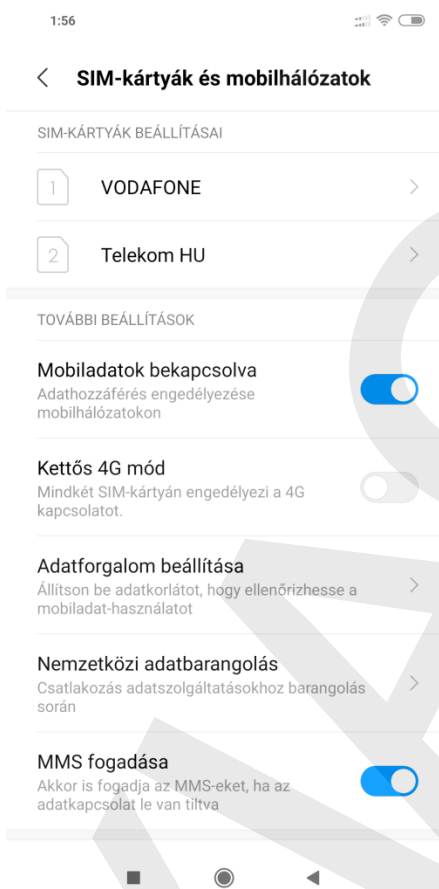 1:56
SIM-kártyák és mobilhálózatok
SIM-KÁRTYÁK BEÁLLÍTÁSAI
1 VODAFONE
2 Telekom HU
TOVÁBBI BEÁLLÍTÁSOK
Mobiladatok bekapcsolva
Adathozzáférés engedélyezése
mobilhálózatokon
Kettős 4G mód
Mindkét SIM-kártyán engedélyezi a 4G
kapcsolatot.
Adatforgalom beállítása
Állítson be adatkorlátot, hogy ellenőrizhesse a
mobiladat-használatot
Nemzetközi adatbarangolás
Csatlakozás adatszolgáltatásokhoz barangolás
során
MMS fogadása
Akkor is fogadja az MMS-eket, ha az
adatkapcsolat le van tiltva